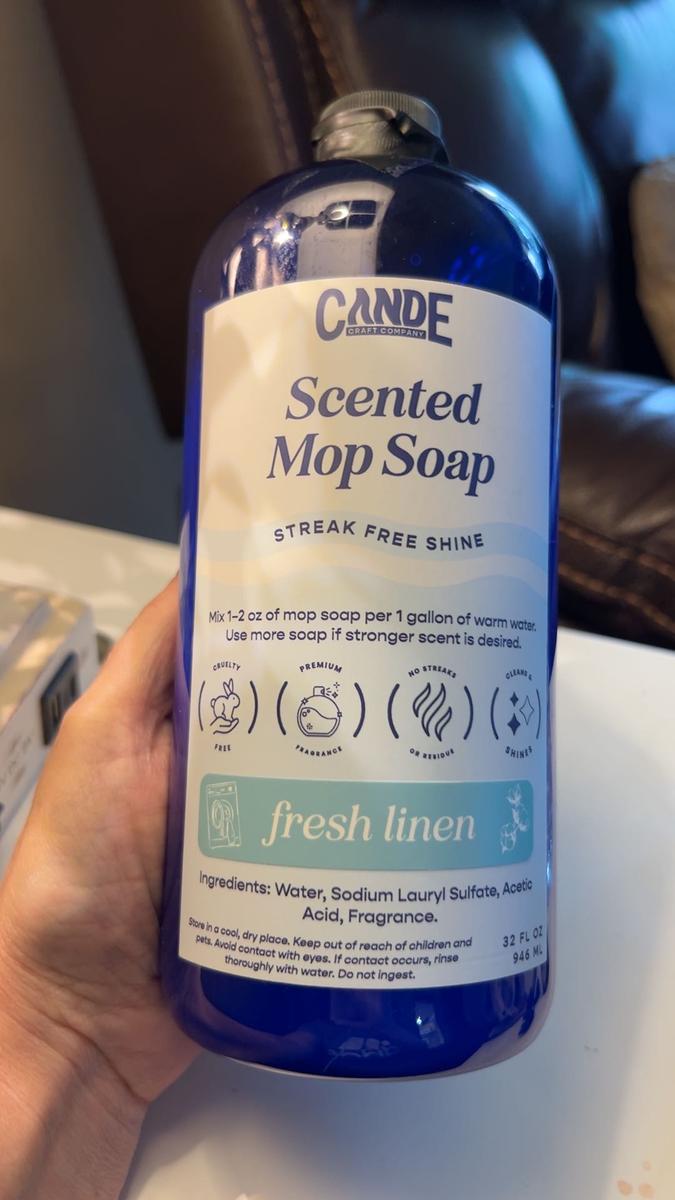 CANDE
CRAFT COMPANY
Scented
Mop Soap
STREAK FREE SHINE
Mix 1-2 oz of mop soap per 1 gallon of warm water.
Use more soap if stronger scent is desired.
CRUELTY
FREE
PREMIUM
FRAGRANCE
NO STREAKS
OR RESIDUE
CLEANS &
SHINES
fresh linen
Ingredients: Water, Sodium Lauryl Sulfate, Acetic
Acid, Fragrance.
Store in a cool, dry place. Keep out of reach of children and
pets. Avoid contact with eyes. If contact occurs, rinse
thoroughly with water. Do not ingest.
32 FL OZ
946 ML